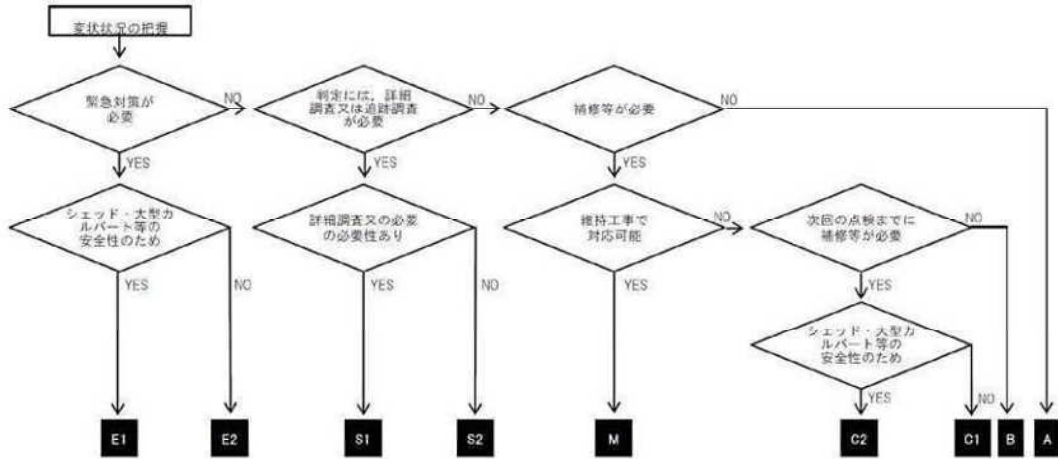 変状状況の把握
緊急対策が
必要
NO
判定には，詳細
調査又は追跡調査
が必要
NO
補修等が必要
NO
YES
YES
YES
シェッド・大型カ
ルバート等の
安全性のため
詳細調査又の必要
の必要性あり
維持工事で
対応可能
NO
次回の点検までに
補修等が必要
NO
YES
NO
YES
NO
YES
YES
シェッド・大型カ
ルバート等の
安全性のため
YES
NO
E1
E2
S1
S2
M
C2
C1
B
A